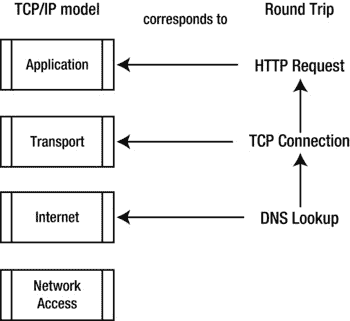 TCP/IP model corresponds to Round Trip
Application HTTP Request
Transport TCP Connection
Internet DNS Lookup
Network
Access